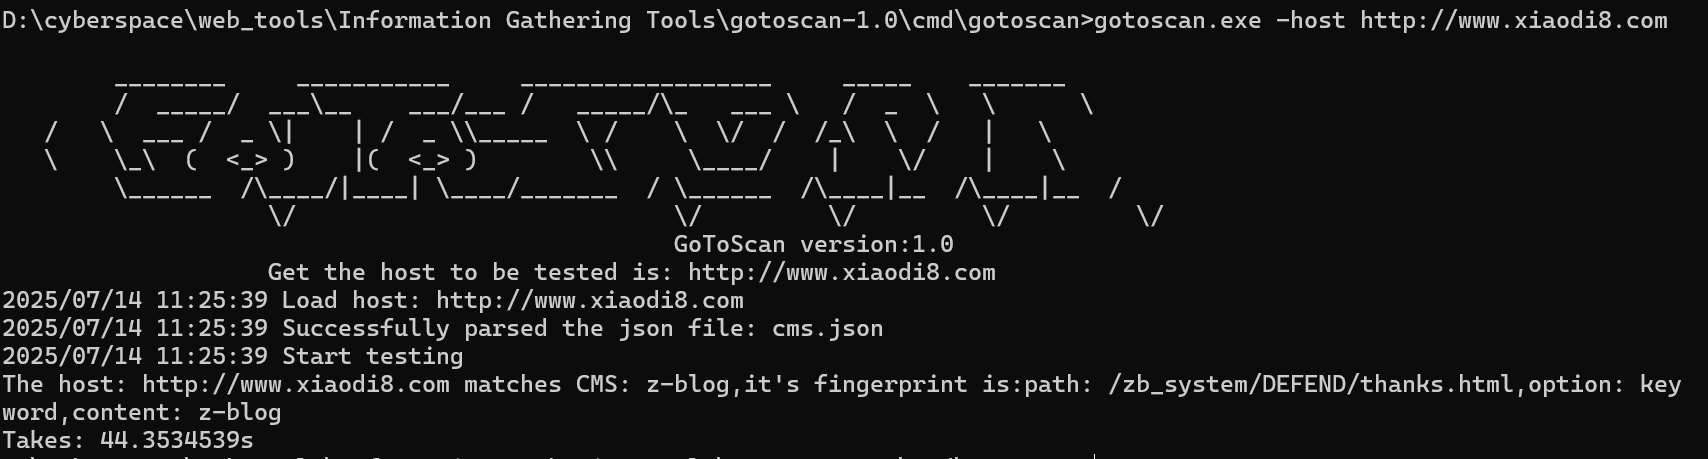 D:\cyberspace\web_tools\Information Gathering Tools\gotoscan-1.0\cmd\gotoscan>gotoscan.exe -host http://www.xiaodi8.com
GoToScan version:1.0
Get the host to be tested is: http://www.xiaodi8.com
2025/07/14 11:25:39 Load host: http://www.xiaodi8.com
2025/07/14 11:25:39 Successfully parsed the json file: cms.json
2025/07/14 11:25:39 Start testing
The host: http://www.xiaodi8.com matches CMS: z-blog,it's fingerprint is:path: /zb_system/DEFEND/thanks.html,option: key
word,content: z-blog
Takes: 44.3534539s